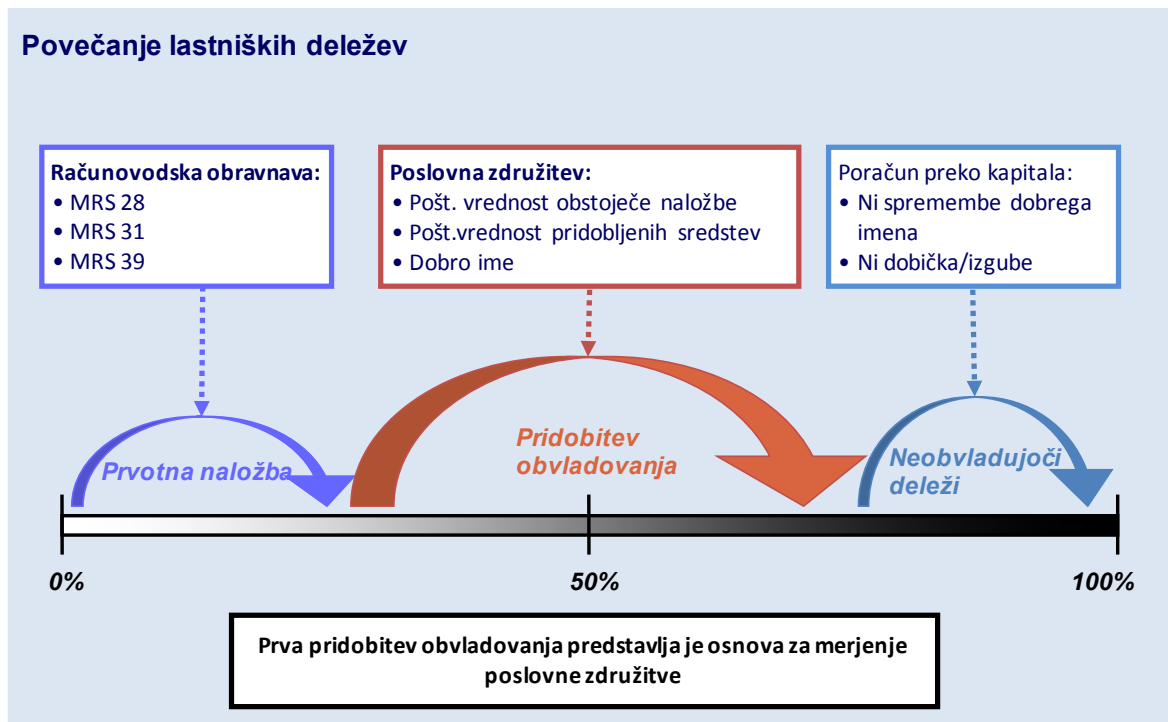 Povečanje lastniških deležev
Računovodska obravnava:
• MRS 28
• MRS 31
• MRS 39
Poslovna združitev:
• Pošt. vrednost obstoječe naložbe
• Pošt.vrednost pridobljenih sredstev
• Dobro ime
Poračun preko kapitala:
• Ni spremembe dobrega
imena
• Ni dobička/izgube
Prvotna naložba
Pridobitev
obvladovanja
Neobvladujoči
deleži
0%
50%
100%
Prva pridobitev obvladovanja predstavlja je osnova za merjenje
poslovne združitve